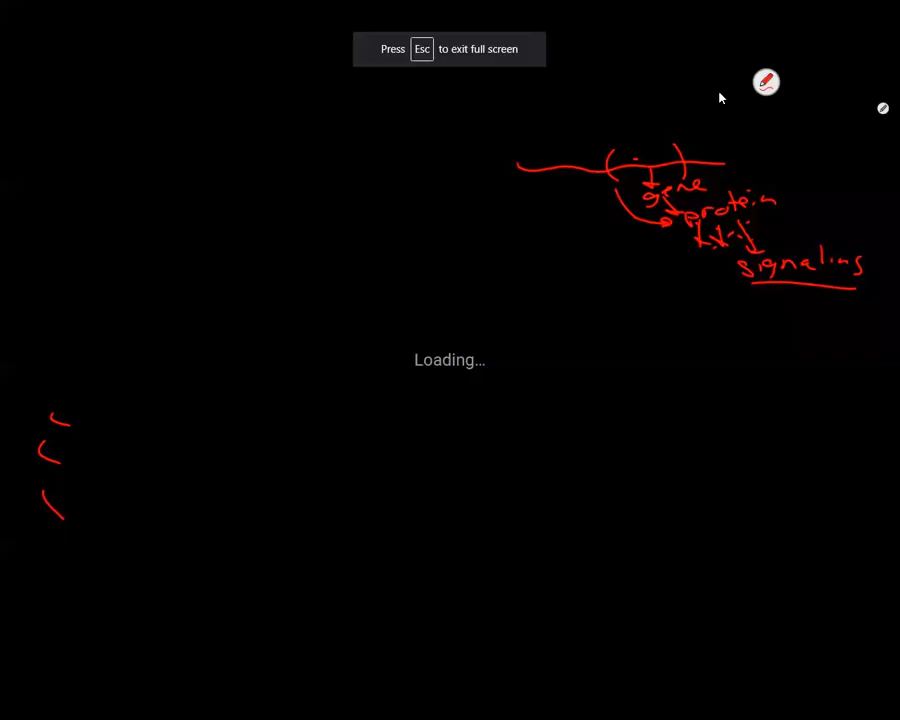 Press Esc to exit full screen
gene
protein
signaling
Loading...